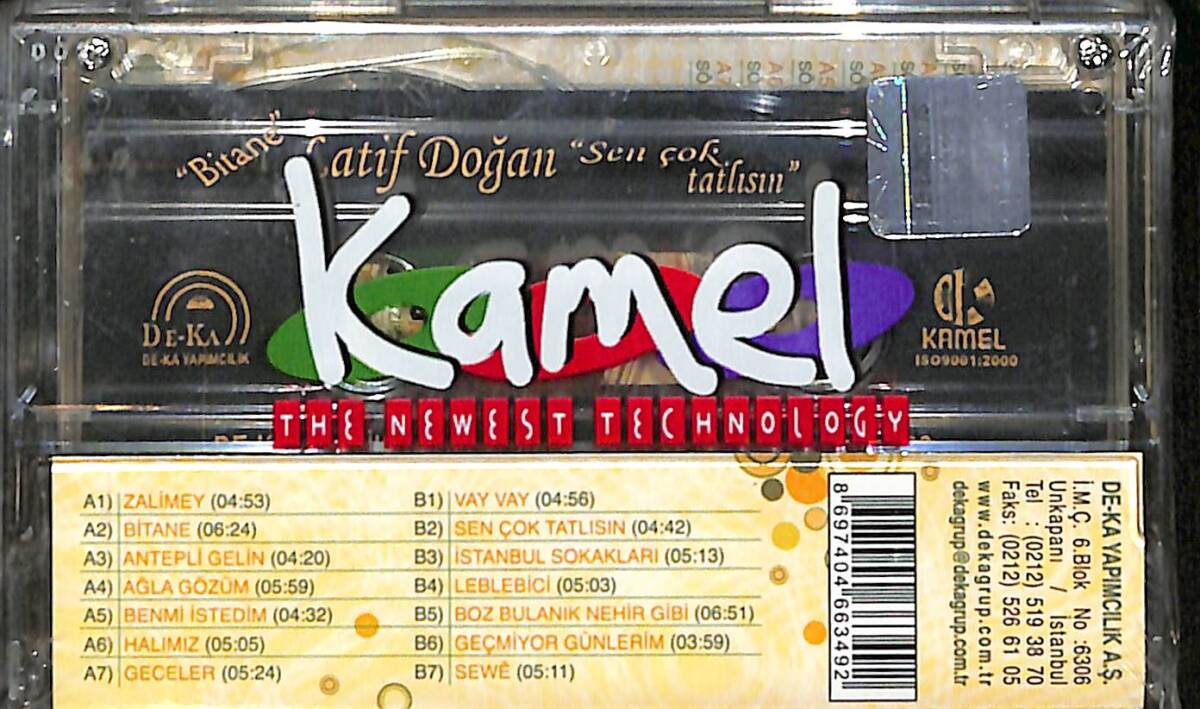 "Bitane" Latif Doğan "Sen çok
tatlısın"
Kamel
THE NEWEST TECHNOLOGY
DE-KA
DE-KA YAPIMCILIK
KAMEL
ISO9001:2000
A1) ZALİMEY (04:53)
A2) BİTANE (06:24)
A3) ANTEPLİ GELİN (04:20)
A4) AĞLA GÖZÜM (05:59)
A5) BENMİ İSTEDİM (04:32)
A6) HALIMIZ (05:05)
A7) GECELER (05:24)
B1) VAY VAY (04:56)
B2) SEN ÇOK TATLISIN (04:42)
B3) İSTANBUL SOKAKLARI (05:13)
B4) LEBLEBİCİ (05:03)
B5) BOZ BULANIK NEHİR GİBİ (06:51)
B6) GEÇMİYOR GÜNLERİM (03:59)
B7) SEWÊ (05:11)
8 697404 663492
DE-KA YAPIMCILIK A.Ş.
İ.M.Ç. 6.Blok No :6306
Unkapanı / İstanbul
Tel : (0212) 519 38 70
Faks: (0212) 526 61 05
www.dekagrup.com.tr
dekagrup@dekagrup.com.tr